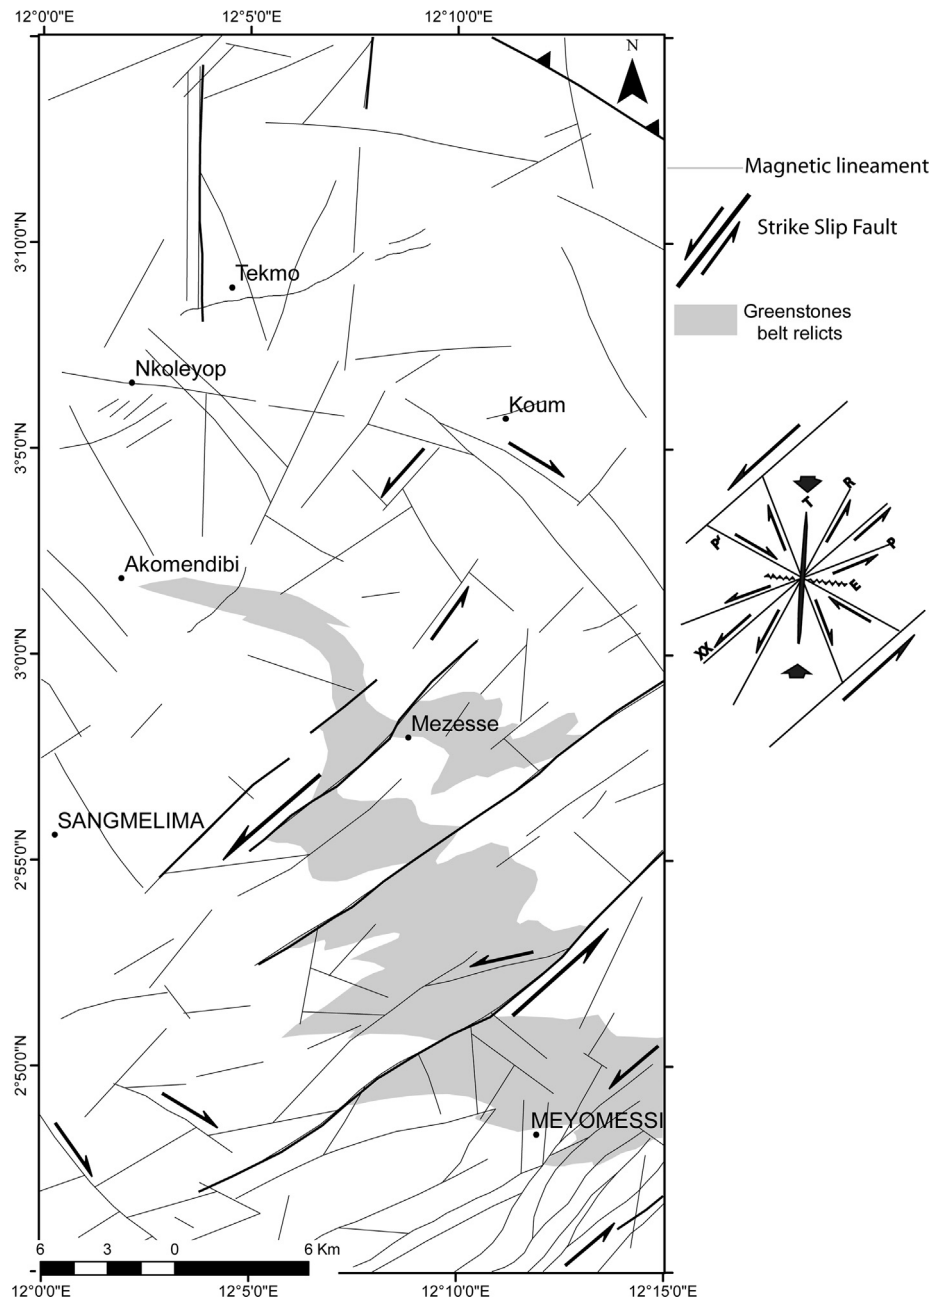 12°0'0"E 12°5'0"E 12°10'0"E
N
Magnetic lineament
Strike Slip Fault
3°10'0"N
Tekmo
Greenstones
belt relicts
Nkoleyop
Koum
3°5'0"N
R
T
P'
P
E
Akomendibi
XX
3°0'0"N
Mezesse
SANGMELIMA
2°55'0"N
2°50'0"N
MEYOMESSI
6 3 0 6 Km
12°0'0"E 12°5'0"E 12°10'0"E 12°15'0"E